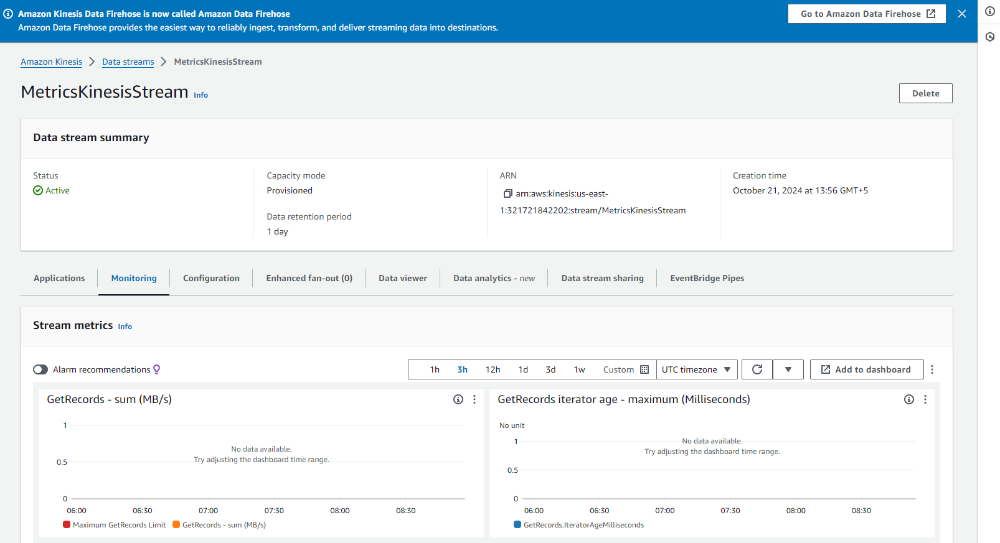 Amazon Kinesis Data Firehose is now called Amazon Data Firehose
Amazon Data Firehose provides the easiest way to reliably ingest, transform, and deliver streaming data into destinations.
Go to Amazon Data Firehose
Amazon Kinesis > Data streams > MetricsKinesisStream
MetricsKinesisStream Info
Delete
Data stream summary
Status
Active
Capacity mode
Provisioned
Data retention period
1 day
ARN
arn:aws:kinesis:us-east-
1:321721842202:stream/MetricsKinesisStream
Creation time
October 21, 2024 at 13:56 GMT+5
Applications Monitoring Configuration Enhanced fan-out (0) Data viewer Data analytics - new Data stream sharing EventBridge Pipes
Stream metrics Info
Alarm recommendations
1h 3h 12h 1d 3d 1w Custom UTC timezone Add to dashboard
GetRecords - sum (MB/s)
1
No data available.
Try adjusting the dashboard time range.
0.5
0
06:00 06:30 07:00 07:30 08:00 08:30
Maximum GetRecords Limit GetRecords - sum (MB/s)
GetRecords iterator age - maximum (Milliseconds)
No unit
1
No data available.
Try adjusting the dashboard time range.
0.5
0
06:00 06:30 07:00 07:30 08:00 08:30
GetRecords.IteratorAgeMilliseconds